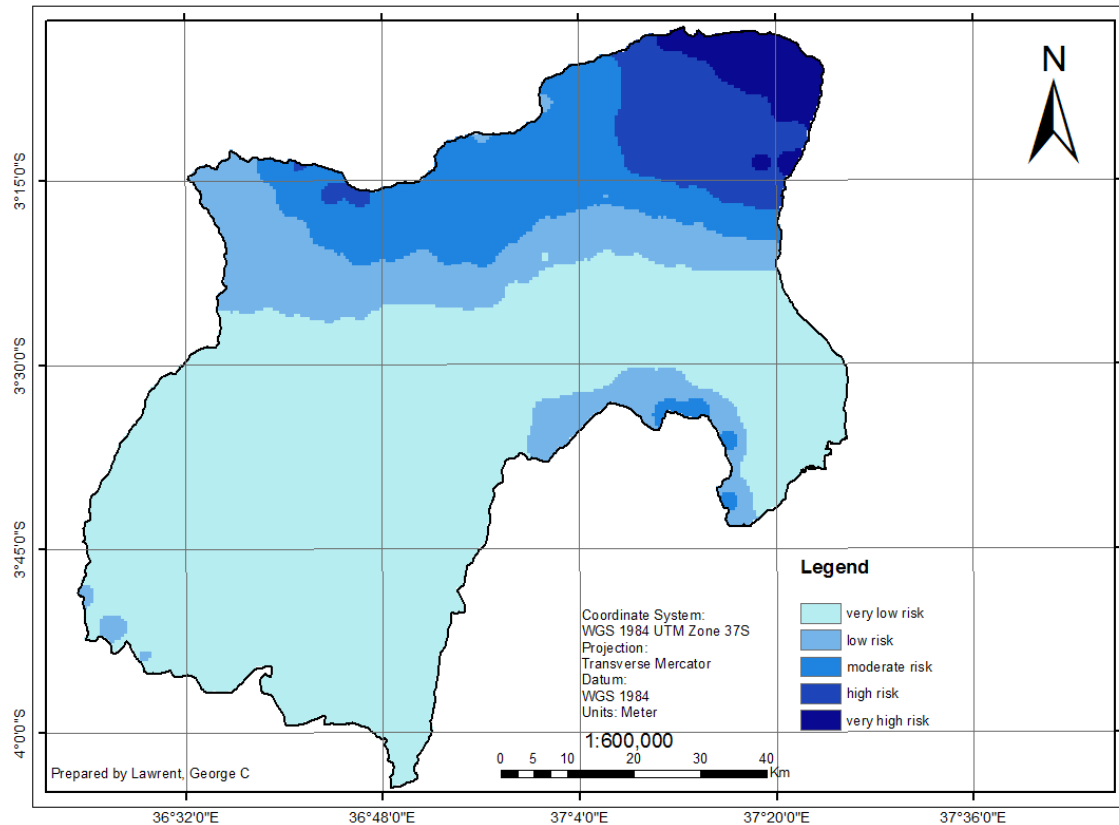 N
3°15'0"S
3°30'0"S
3°45'0"S
4°0'0"S
Legend
very low risk
low risk
moderate risk
high risk
very high risk
Coordinate System:
WGS 1984 UTM Zone 37S
Projection:
Transverse Mercator
Datum:
WGS 1984
Units: Meter
1:600,000
0 5 10 20 30 40
Km
Prepared by Lawrent, George C
36°32'0"E 36°48'0"E 37°4'0"E 37°20'0"E 37°36'0"E